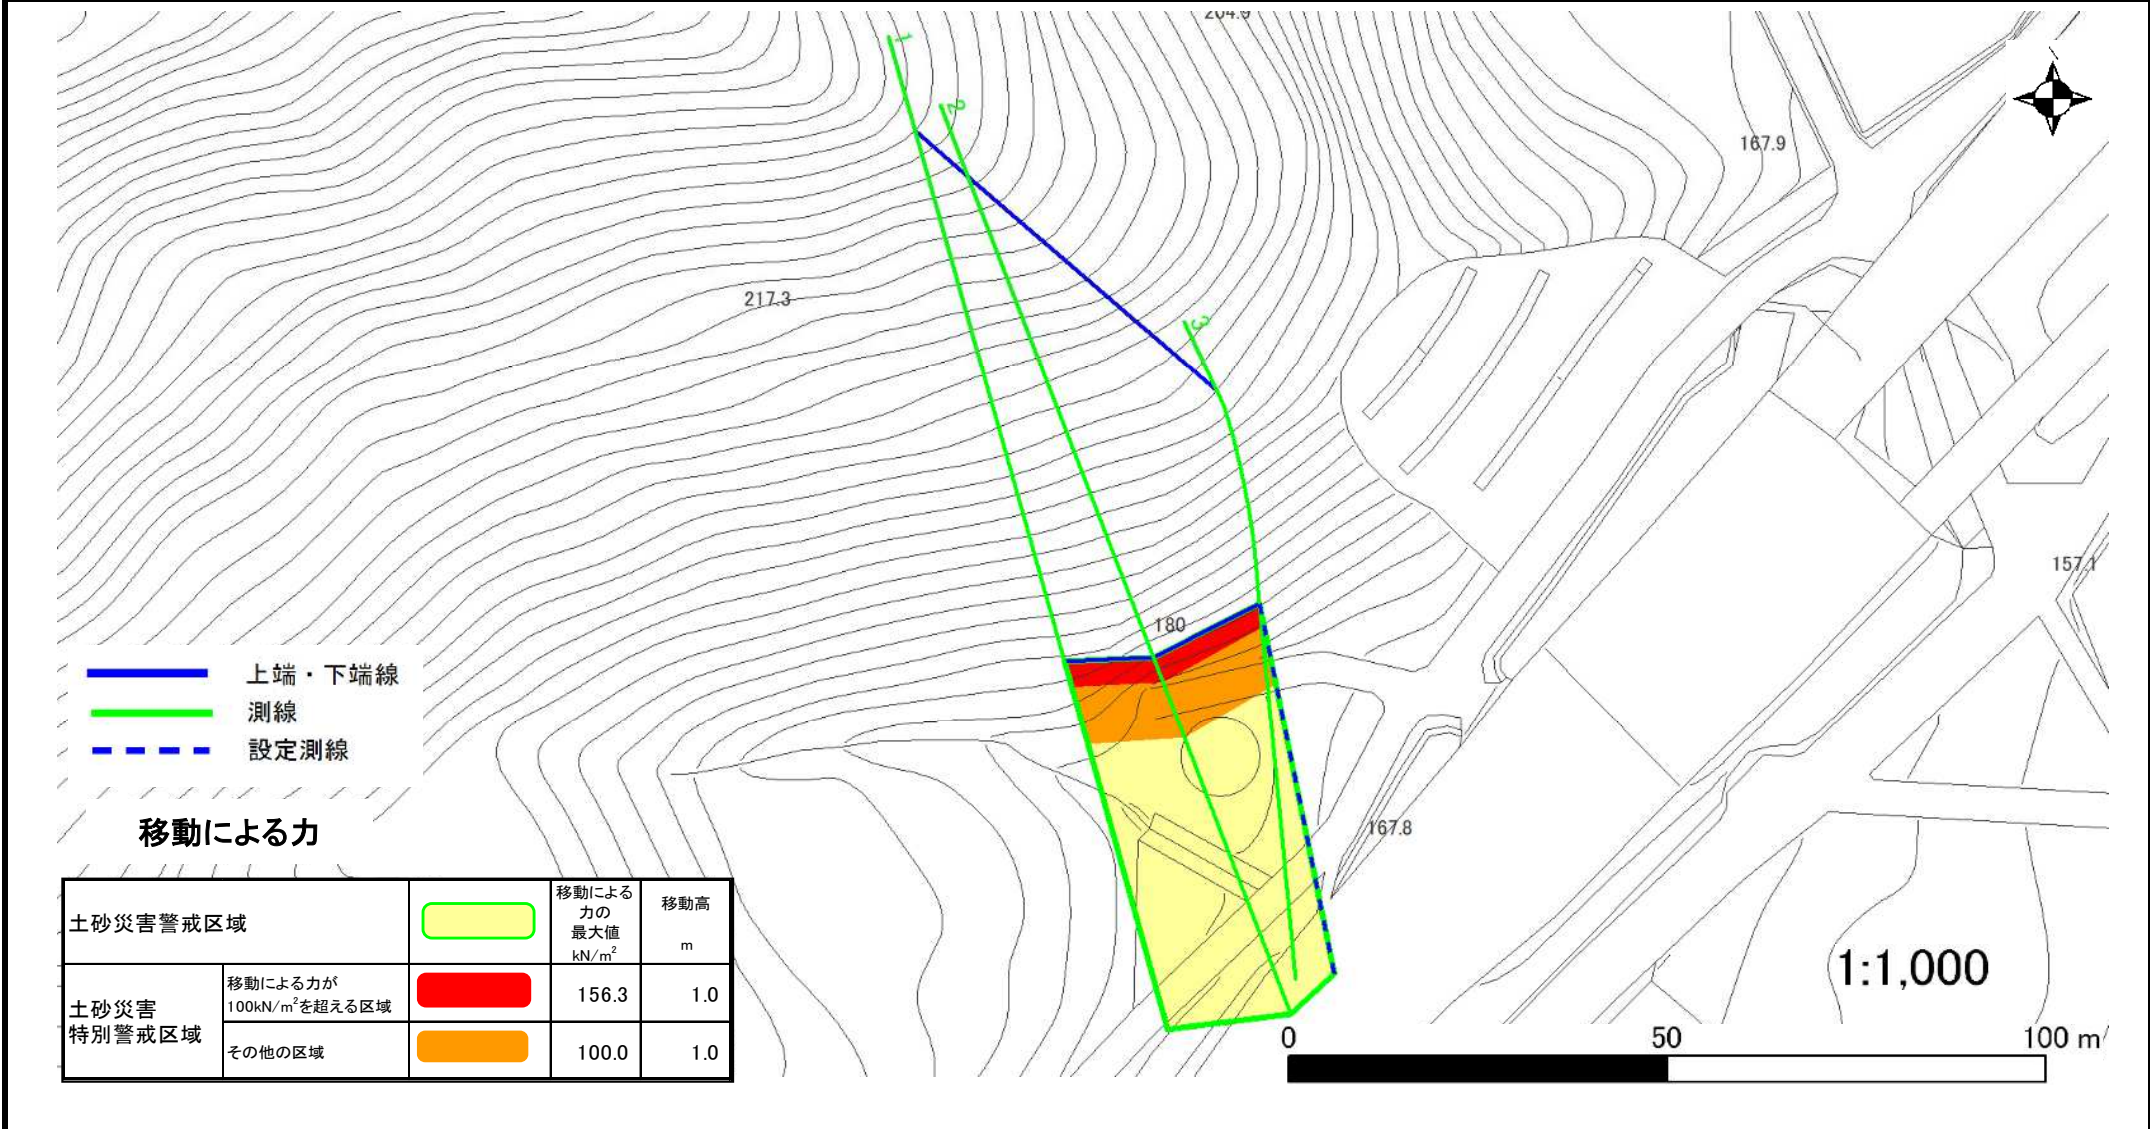 204.9
1
2
167.9
217.3
3
157.1
180
上端・下端線
測線
設定測線
167.8
移動による力
土砂災害警戒区域
移動による
力の
最大値
kN/m²
移動高
m
土砂災害
特別警戒区域
移動による力が
100kN/m²を超える区域
156.3
1.0
その他の区域
100.0
1.0
1:1,000
0
50
100 m